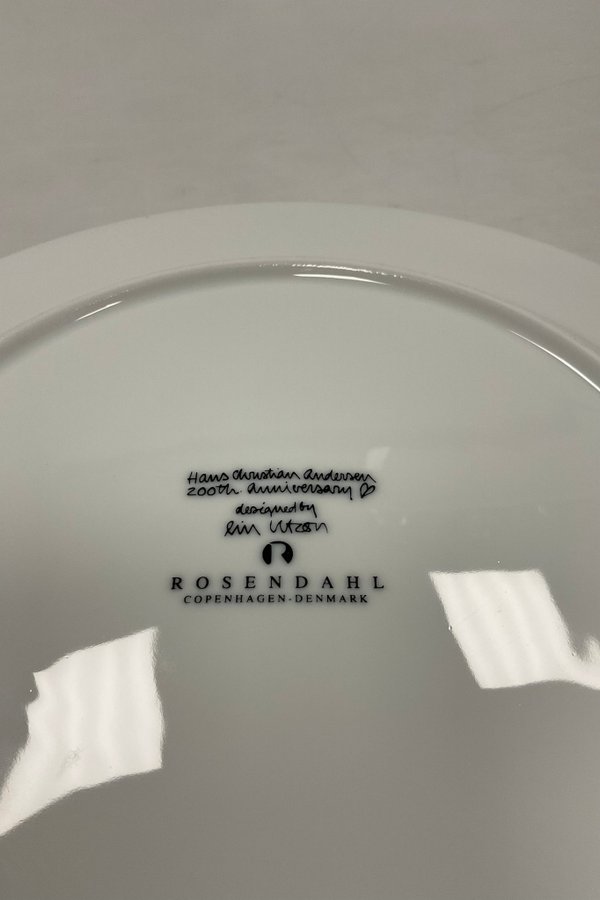 Hans Christian Andersen
200th Anniversary ♡
designed by
Lin Utzon
R
ROSENDAHL
COPENHAGEN-DENMARK